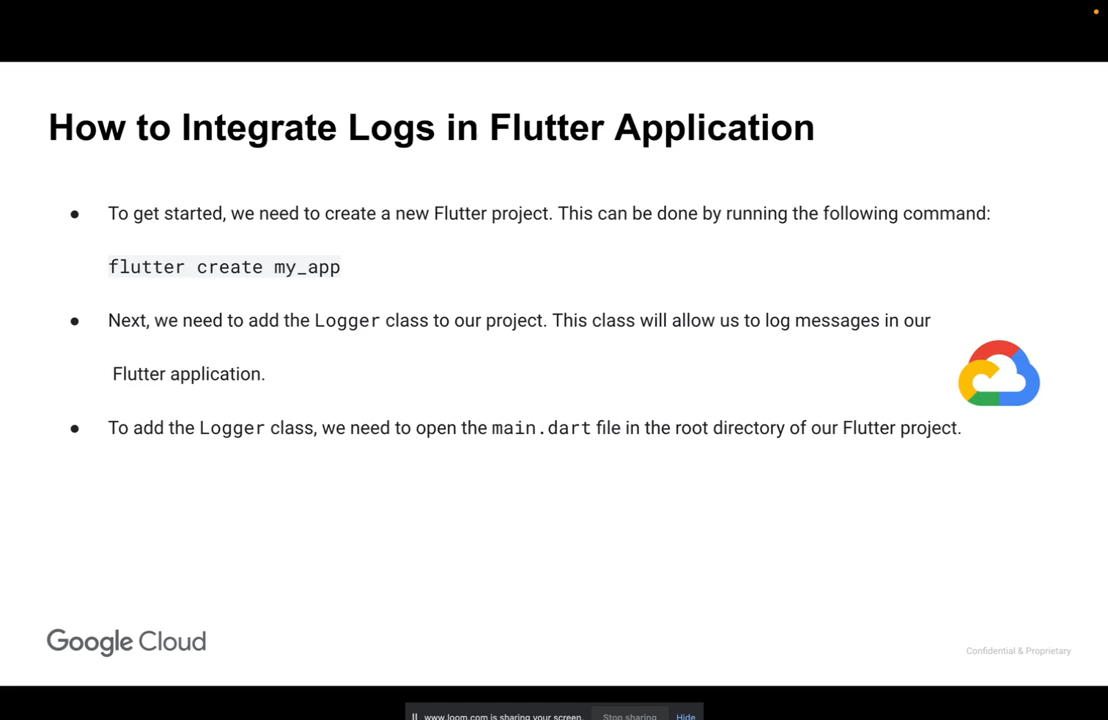 How to Integrate Logs in Flutter Application
● To get started, we need to create a new Flutter project. This can be done by running the following command:
flutter create my_app
● Next, we need to add the Logger class to our project. This class will allow us to log messages in our
Flutter application.
● To add the Logger class, we need to open the main.dart file in the root directory of our Flutter project.
Google Cloud
Confidential & Proprietary
www.loom.com is sharing your screen. Stop sharing Hide